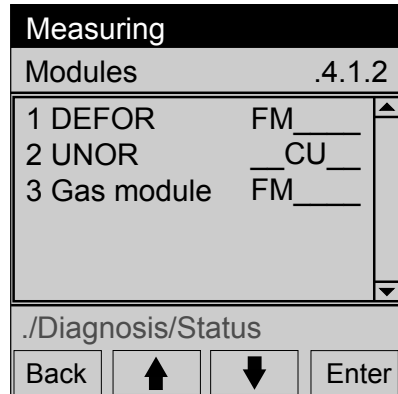 Measuring
Modules .4.1.2
1 DEFOR FM____
2 UNOR __CU__
3 Gas module FM____
./Diagnosis/Status
Back Enter